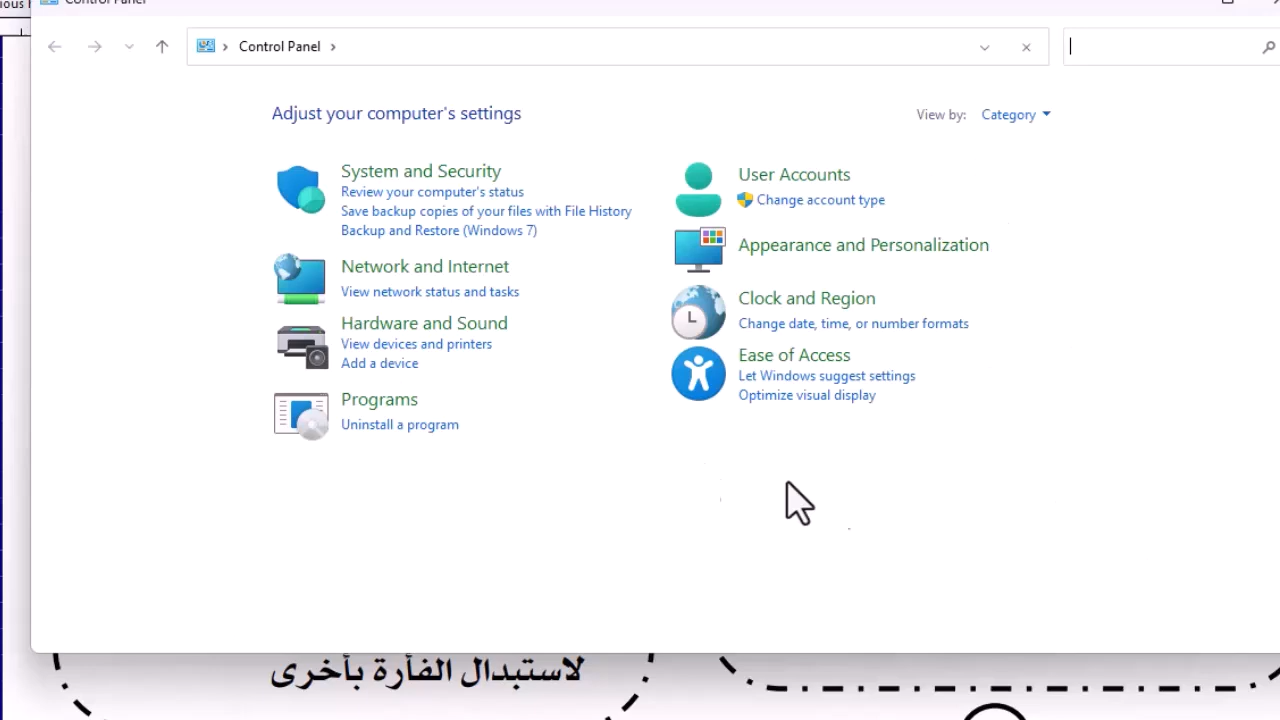 Control Panel
Control Panel
Adjust your computer's settings
View by: Category
System and Security
Review your computer's status
Save backup copies of your files with File History
Backup and Restore (Windows 7)
Network and Internet
View network status and tasks
Hardware and Sound
View devices and printers
Add a device
Programs
Uninstall a program
User Accounts
Change account type
Appearance and Personalization
Clock and Region
Change date, time, or number formats
Ease of Access
Let Windows suggest settings
Optimize visual display
لاستبدال الفأرة بأخرى